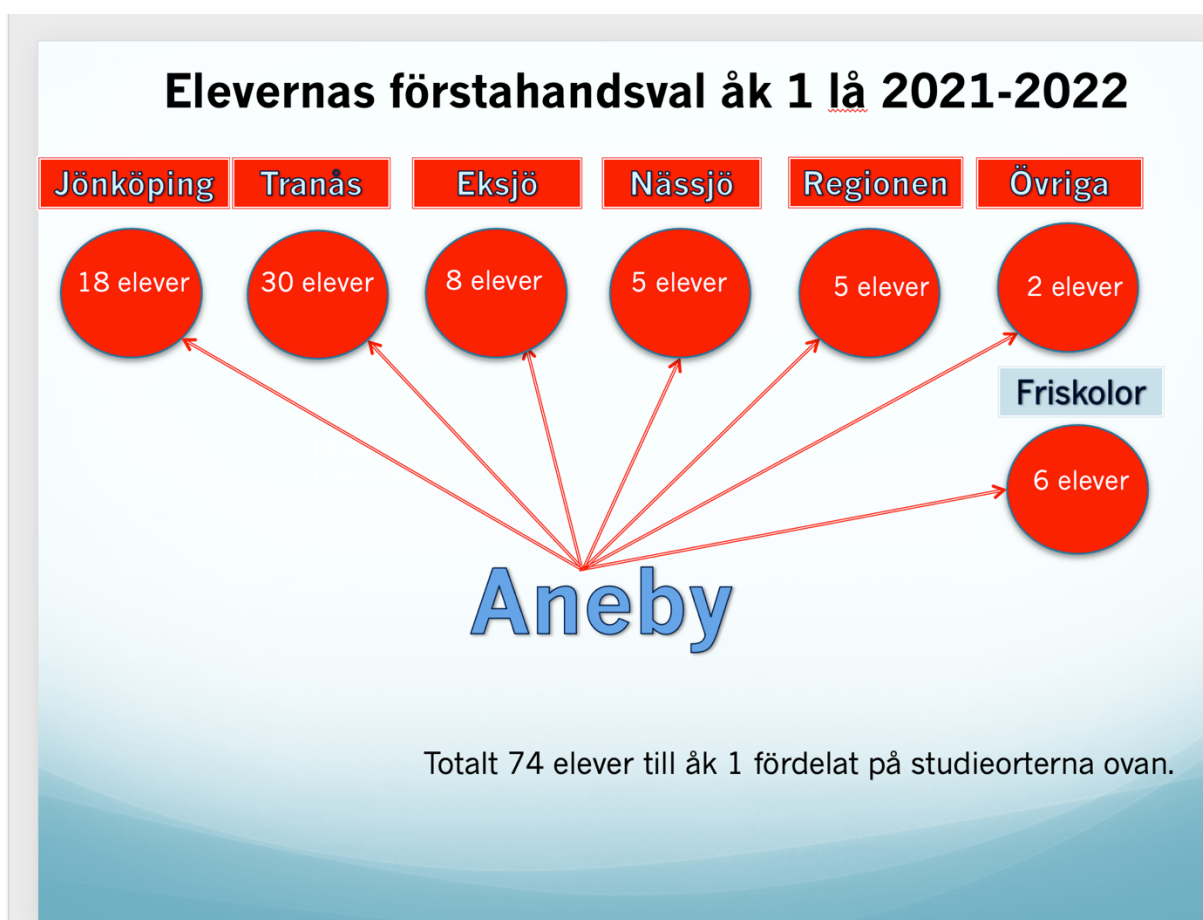 Elevernas förstahandsval åk 1 lå 2021-2022
Jönköping Tranås Eksjö Nässjö Regionen Övriga
18 elever 30 elever 8 elever 5 elever 5 elever 2 elever
Friskolor
6 elever
Aneby
Totalt 74 elever till åk 1 fördelat på studieorterna ovan.